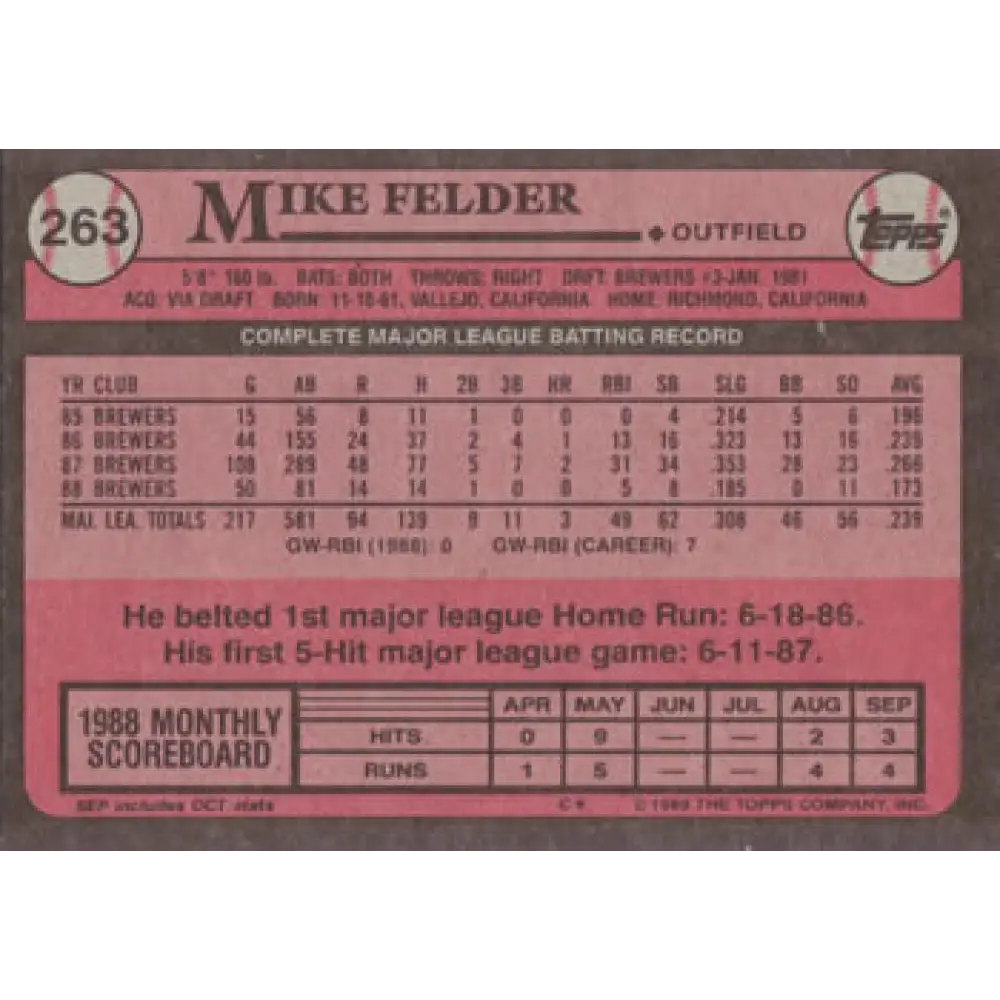 263
MIKE FELDER
◆ OUTFIELD
TOPPS®
5'8" 160 lb. BATS: BOTH THROWS: RIGHT DRFT: BREWERS #3-JAN. 1981
ACQ: VIA DRAFT BORN: 11-18-61, VALLEJO, CALIFORNIA HOME: RICHMOND, CALIFORNIA
COMPLETE MAJOR LEAGUE BATTING RECORD
YR CLUB G AB R H 2B 3B HR RBI SB SLG BB SO AVG
85 BREWERS 15 56 8 11 1 0 0 0 4 .214 5 6 .196
86 BREWERS 44 155 24 37 2 4 1 13 16 .323 13 16 .239
87 BREWERS 108 289 48 77 5 7 2 31 34 .353 28 23 .266
88 BREWERS 50 81 14 14 1 0 0 5 8 .185 0 11 .173
MAJ. LEA. TOTALS 217 581 94 139 9 11 3 49 62 .308 46 56 .239
GW-RBI (1988): 0 GW-RBI (CAREER): 7
He belted 1st major league Home Run: 6-18-86.
His first 5-Hit major league game: 6-11-87.
1988 MONTHLY
SCOREBOARD
APR MAY JUN JUL AUG SEP
HITS 0 9 — — 2 3
RUNS 1 5 — — 4 4
SEP includes OCT stats C* © 1989 THE TOPPS COMPANY, INC.